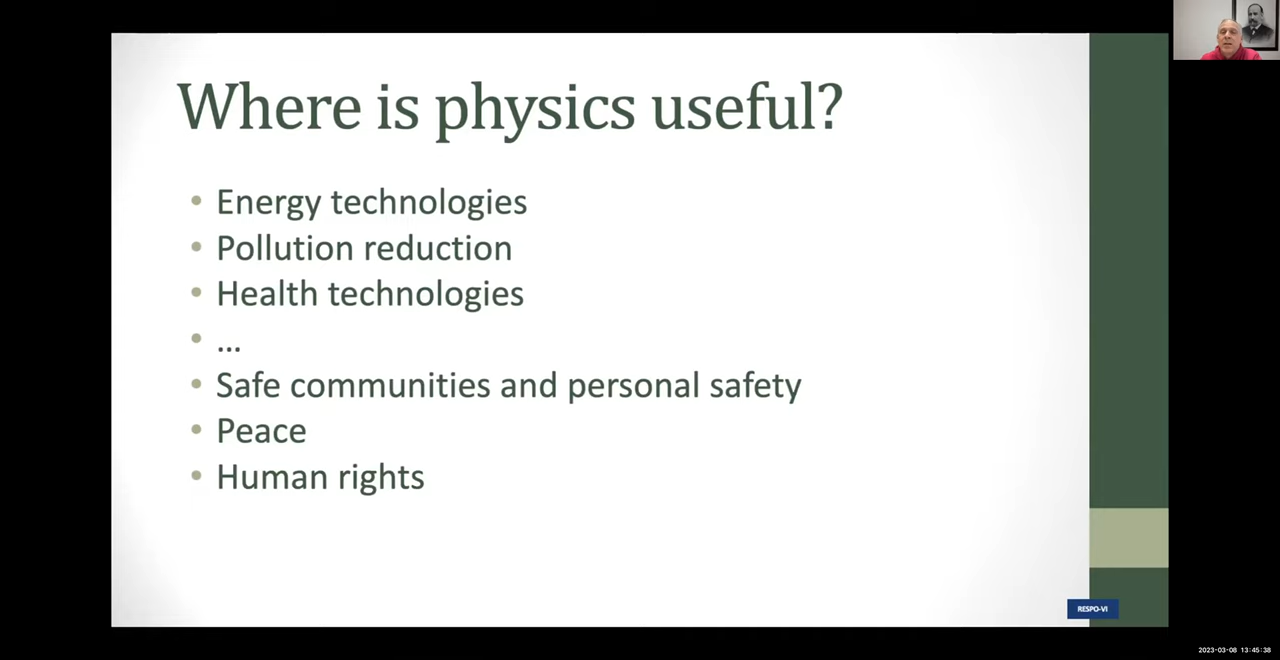 Where is physics useful?
• Energy technologies
• Pollution reduction
• Health technologies
• ...
• Safe communities and personal safety
• Peace
• Human rights
RESPO-VI
2023-03-08 13:45:38